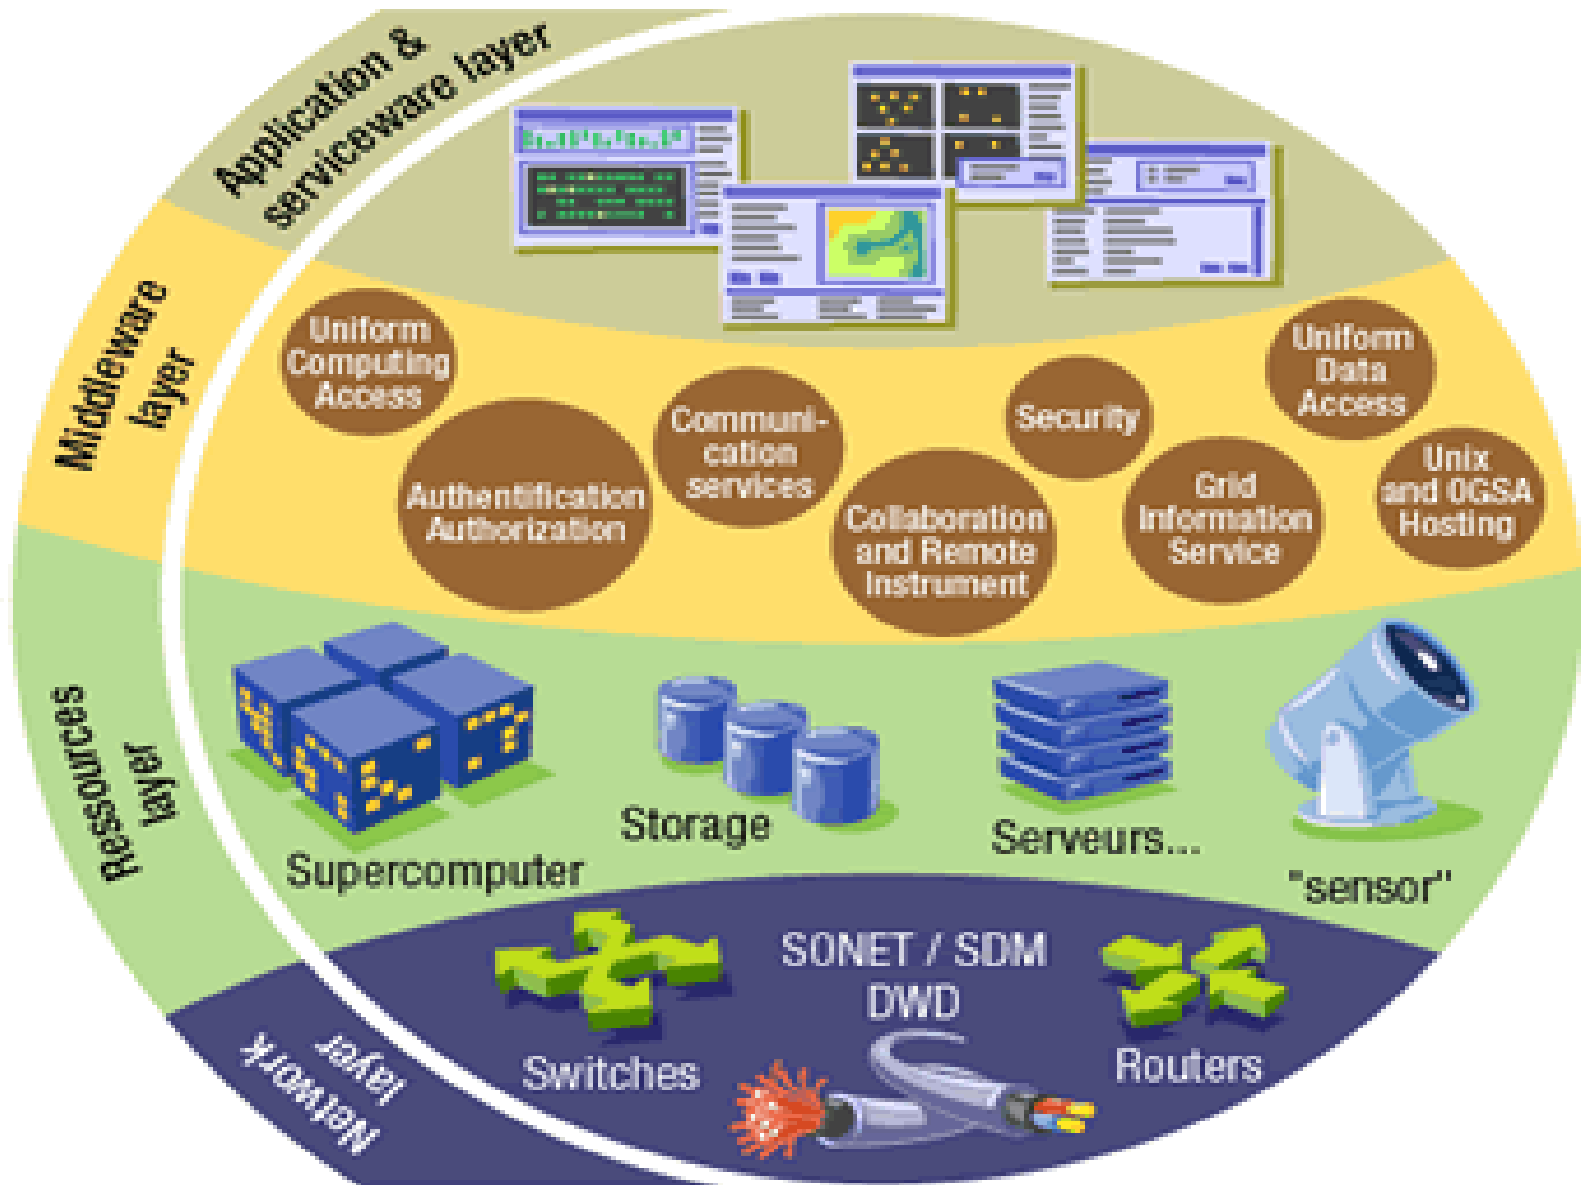 Application &
serviceware layer
Middleware
layer
Uniform
Computing
Access
Authentification
Authorization
Communi-
cation
services
Collaboration
and Remote
Instrument
Security
Grid
Information
Service
Uniform
Data
Access
Unix
and OGSA
Hosting
Ressources
layer
Supercomputer
Storage
Serveurs...
"sensor"
Network
layer
Switches
SONET / SDM
DWD
Routers